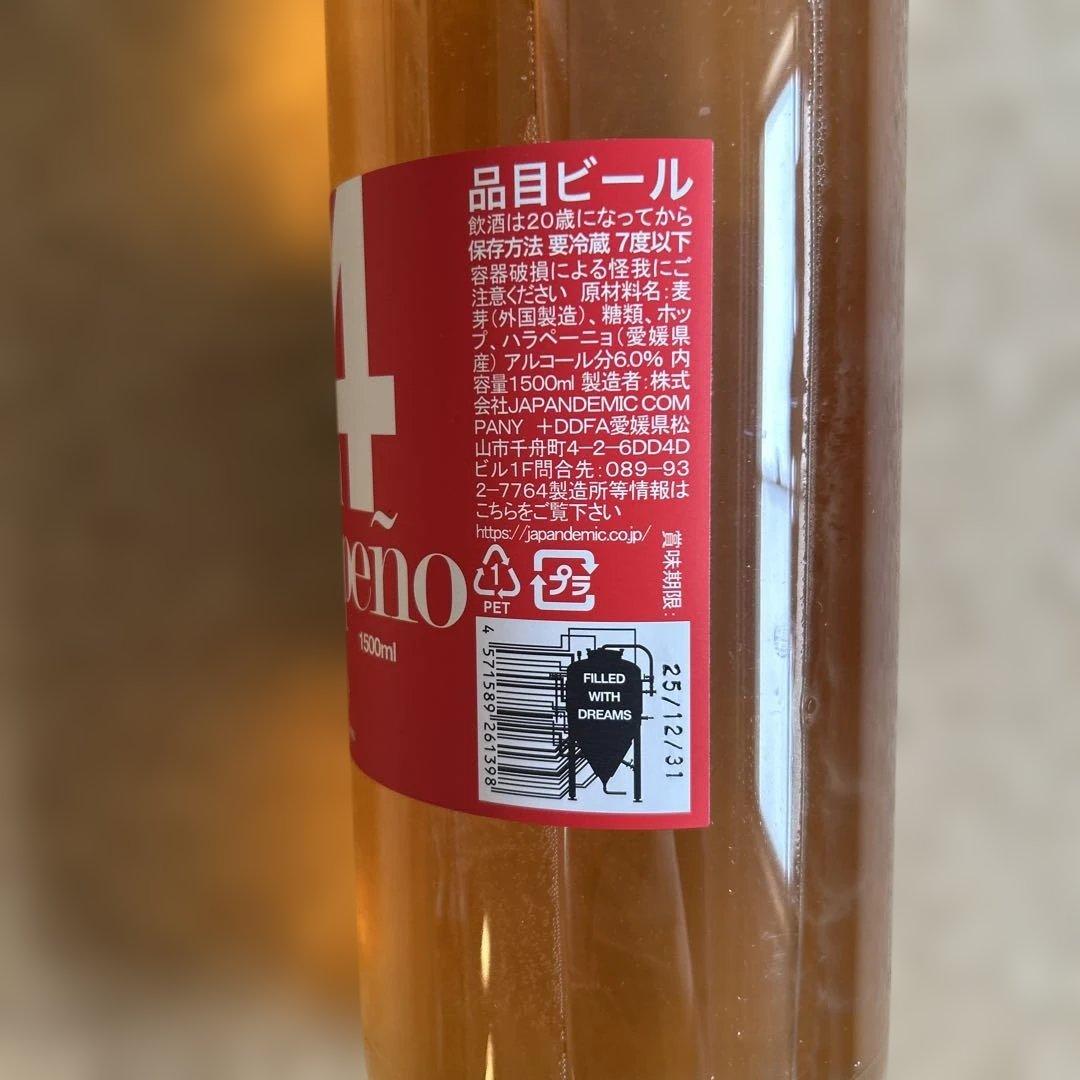 4
peño
1500ml
品目ビール
飲酒は20歳になってから
保存方法 要冷蔵 7度以下
容器破損による怪我にご
注意ください 原材料名:麦
芽(外国製造)、糖類、ホッ
プ、ハラペーニョ(愛媛県
産) アルコール分6.0% 内
容量1500ml 製造者:株式
会社JAPANDEMIC COM
PANY +DDFA愛媛県松
山市千舟町4-2-6DD4D
ビル1F問合先:089-93
2-7764製造所等情報は
こちらをご覧下さい
https://japandemic.co.jp/
1
PET
プラ
賞味期限:
25/12/31
4 571589 261398
FILLED
WITH
DREAMS